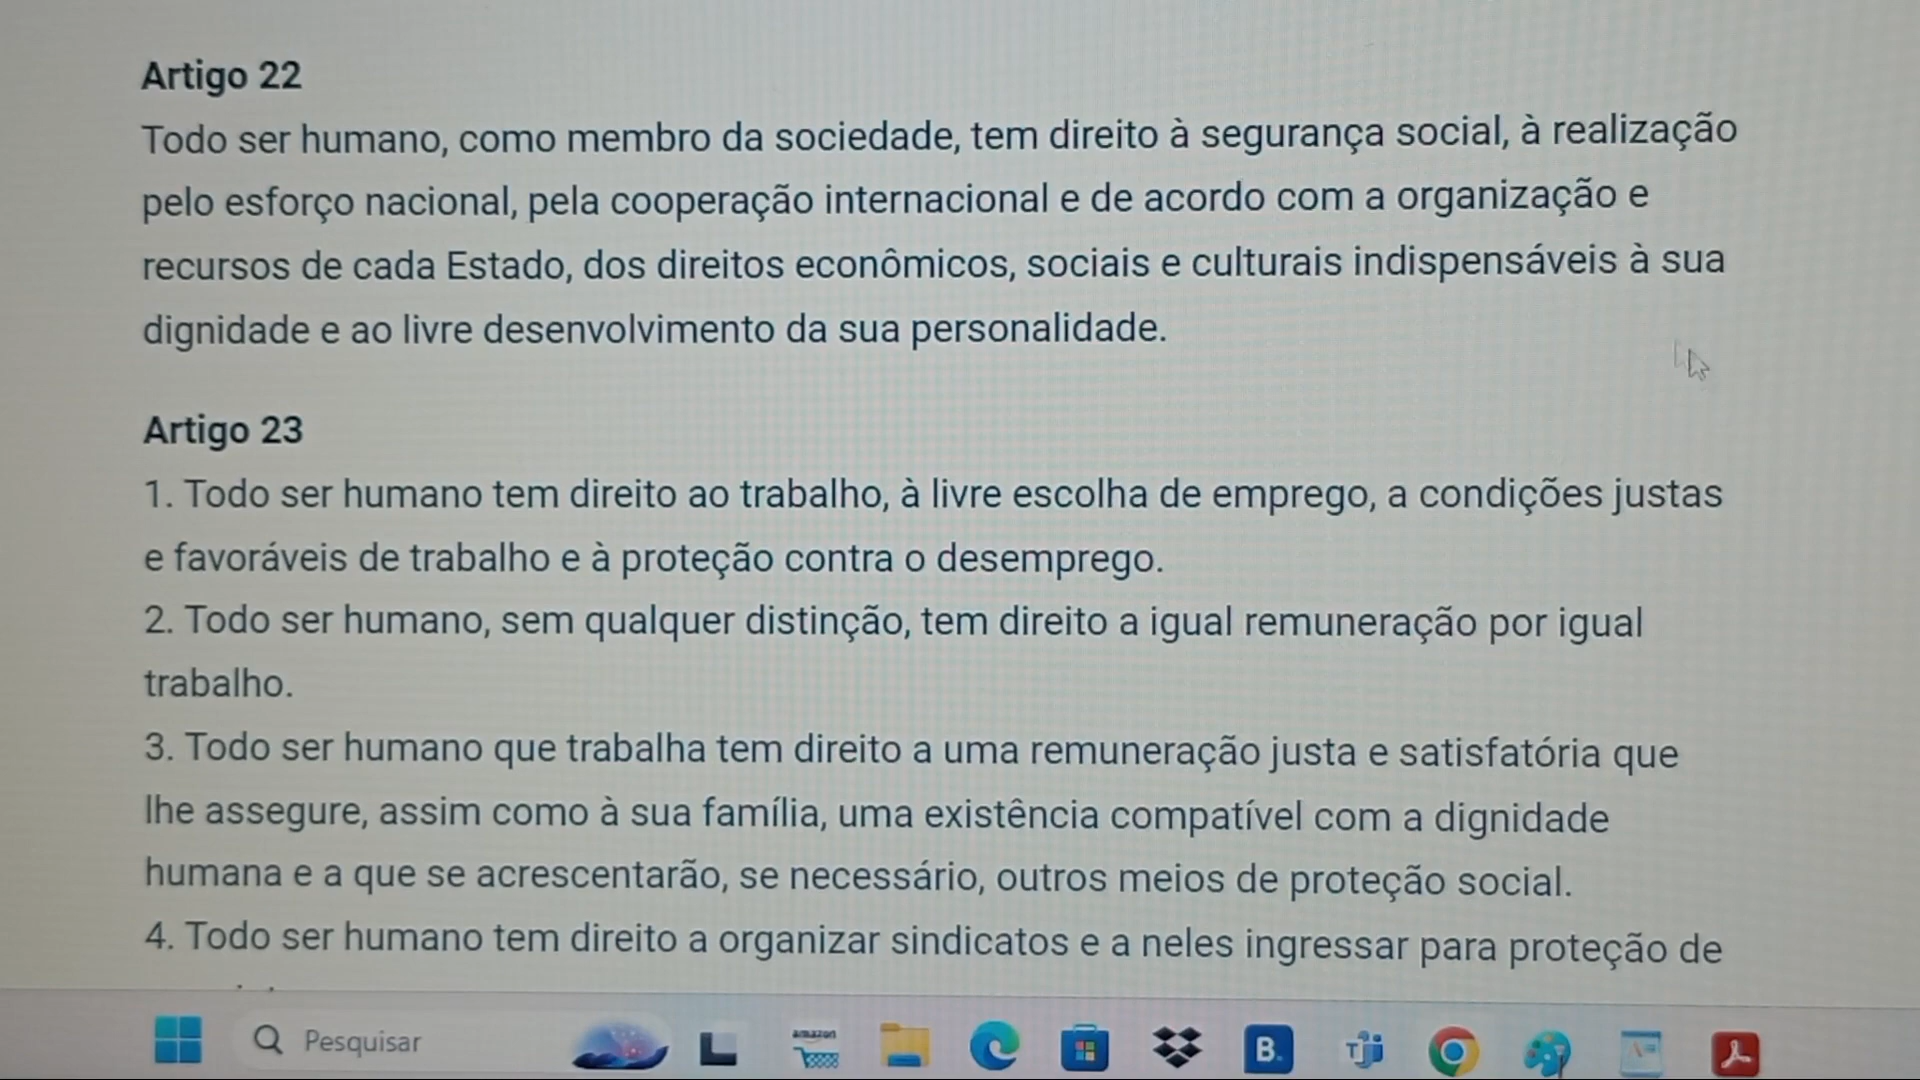 Artigo 22
Todo ser humano, como membro da sociedade, tem direito à segurança social, à realização
pelo esforço nacional, pela cooperação internacional e de acordo com a organização e
recursos de cada Estado, dos direitos econômicos, sociais e culturais indispensáveis à sua
dignidade e ao livre desenvolvimento da sua personalidade.
Artigo 23
1. Todo ser humano tem direito ao trabalho, à livre escolha de emprego, a condições justas
e favoráveis de trabalho e à proteção contra o desemprego.
2. Todo ser humano, sem qualquer distinção, tem direito a igual remuneração por igual
trabalho.
3. Todo ser humano que trabalha tem direito a uma remuneração justa e satisfatória que
lhe assegure, assim como à sua família, uma existência compatível com a dignidade
humana e a que se acrescentarão, se necessário, outros meios de proteção social.
4. Todo ser humano tem direito a organizar sindicatos e a neles ingressar para proteção de
Pesquisar
amazon
B.